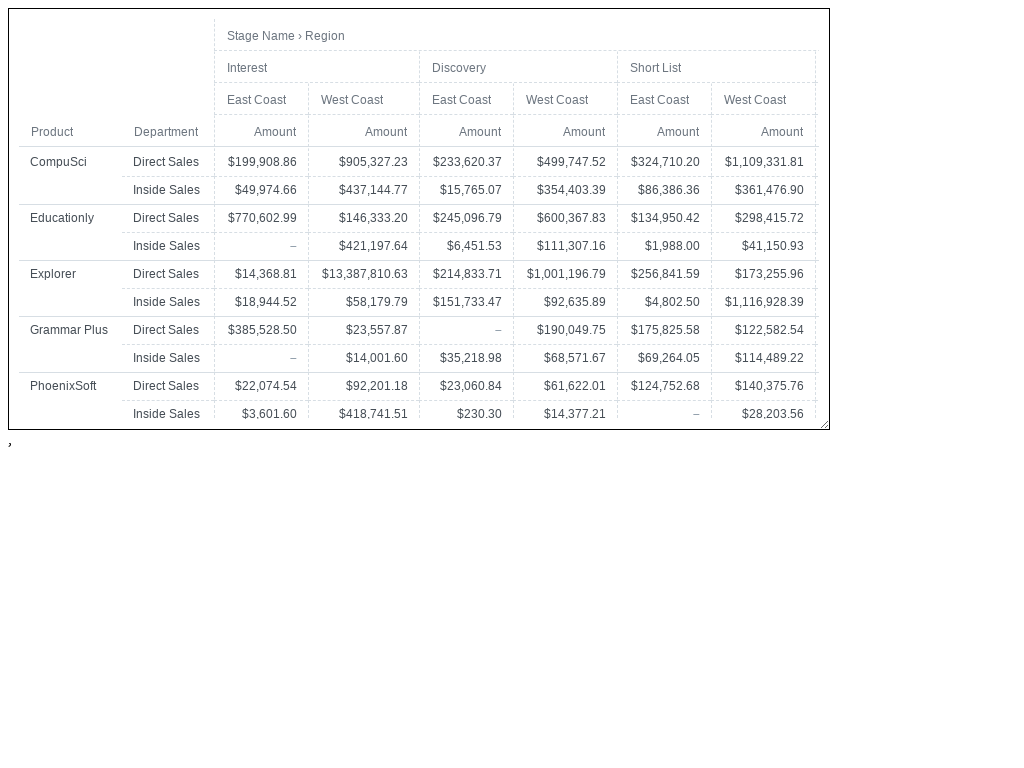 Stage Name › Region
Interest Discovery Short List
East Coast West Coast East Coast West Coast East Coast West Coast
Product Department Amount Amount Amount Amount Amount Amount
CompuSci Direct Sales $199,908.86 $905,327.23 $233,620.37 $499,747.52 $324,710.20 $1,109,331.81
Inside Sales $49,974.66 $437,144.77 $15,765.07 $354,403.39 $86,386.36 $361,476.90
Educationly Direct Sales $770,602.99 $146,333.20 $245,096.79 $600,367.83 $134,950.42 $298,415.72
Inside Sales – $421,197.64 $6,451.53 $111,307.16 $1,988.00 $41,150.93
Explorer Direct Sales $14,368.81 $13,387,810.63 $214,833.71 $1,001,196.79 $256,841.59 $173,255.96
Inside Sales $18,944.52 $58,179.79 $151,733.47 $92,635.89 $4,802.50 $1,116,928.39
Grammar Plus Direct Sales $385,528.50 $23,557.87 – $190,049.75 $175,825.58 $122,582.54
Inside Sales – $14,001.60 $35,218.98 $68,571.67 $69,264.05 $114,489.22
PhoenixSoft Direct Sales $22,074.54 $92,201.18 $23,060.84 $61,622.01 $124,752.68 $140,375.76
Inside Sales $3,601.60 $418,741.51 $230.30 $14,377.21 – $28,203.56
,